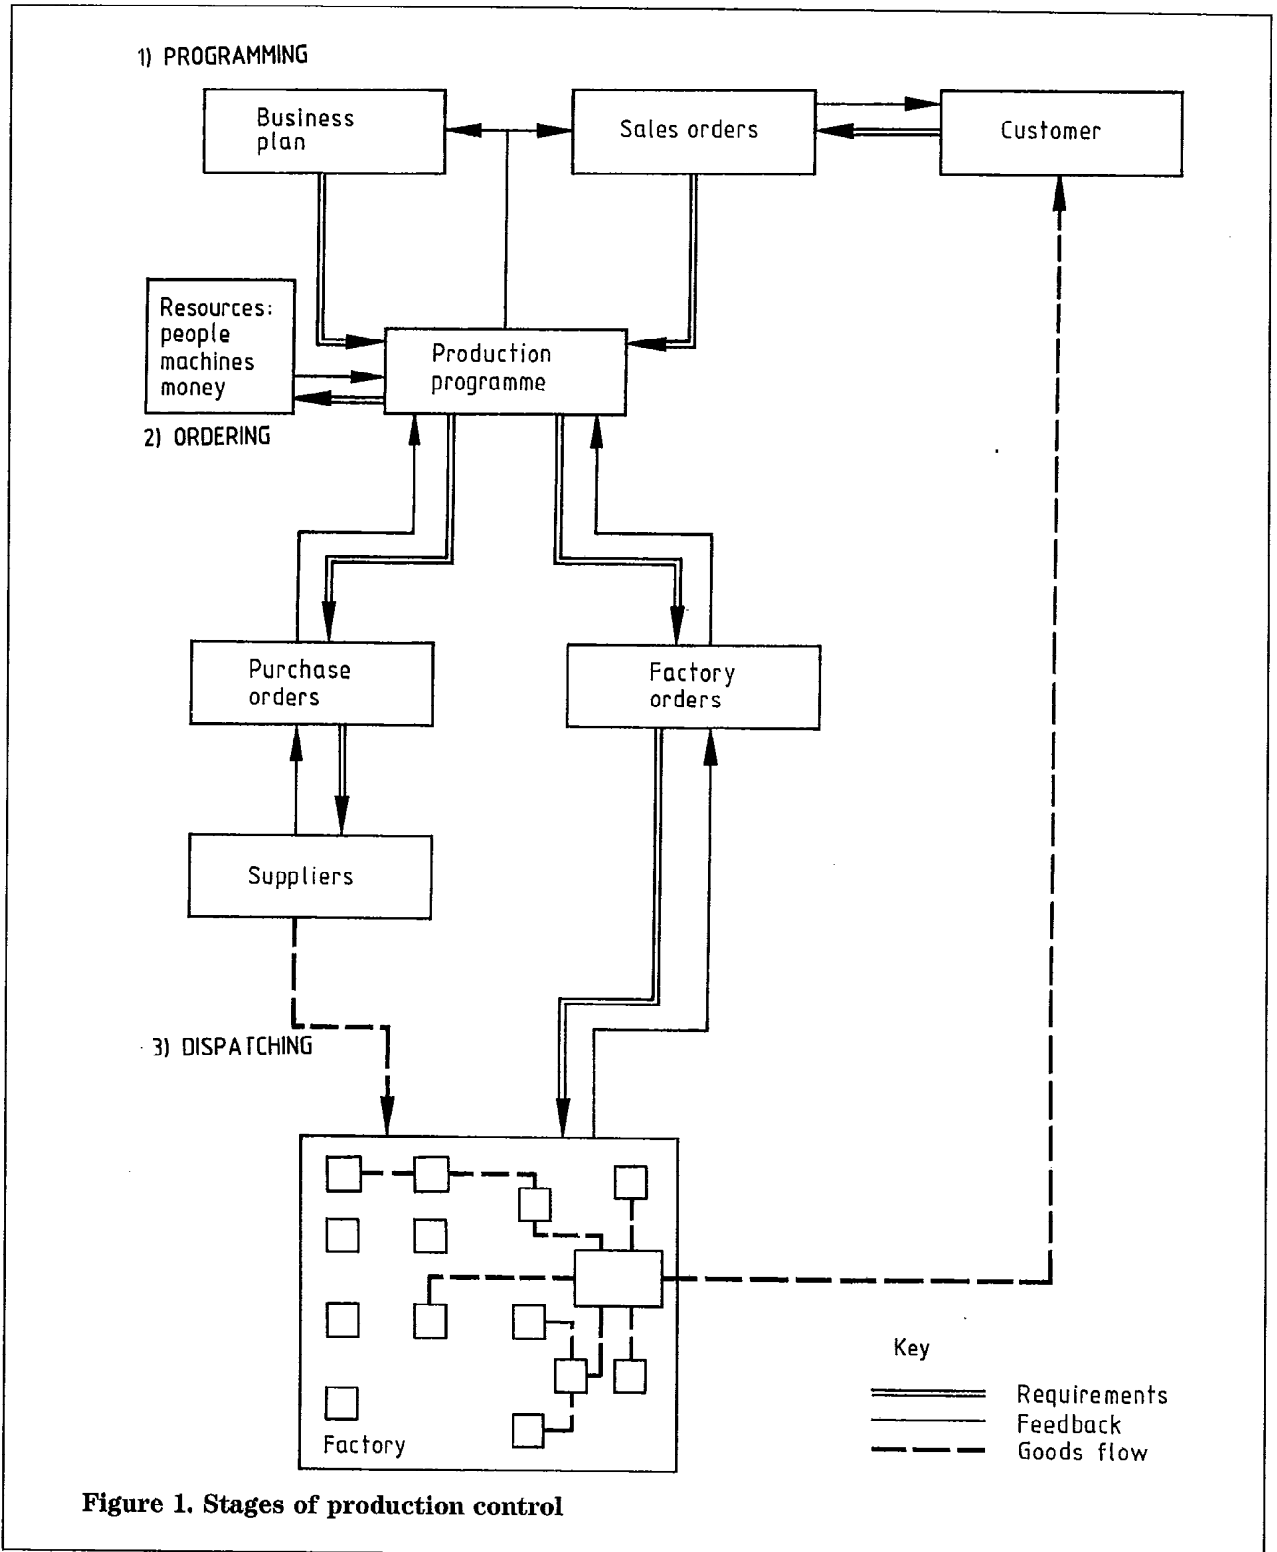 1) PROGRAMMING
Business
plan
Sales orders
Customer
Resources:
people
machines
money
Production
programme
2) ORDERING
Purchase
orders
Factory
orders
Suppliers
3) DISPATCHING
Factory
Key
Requirements
Feedback
Goods flow
Figure 1. Stages of production control